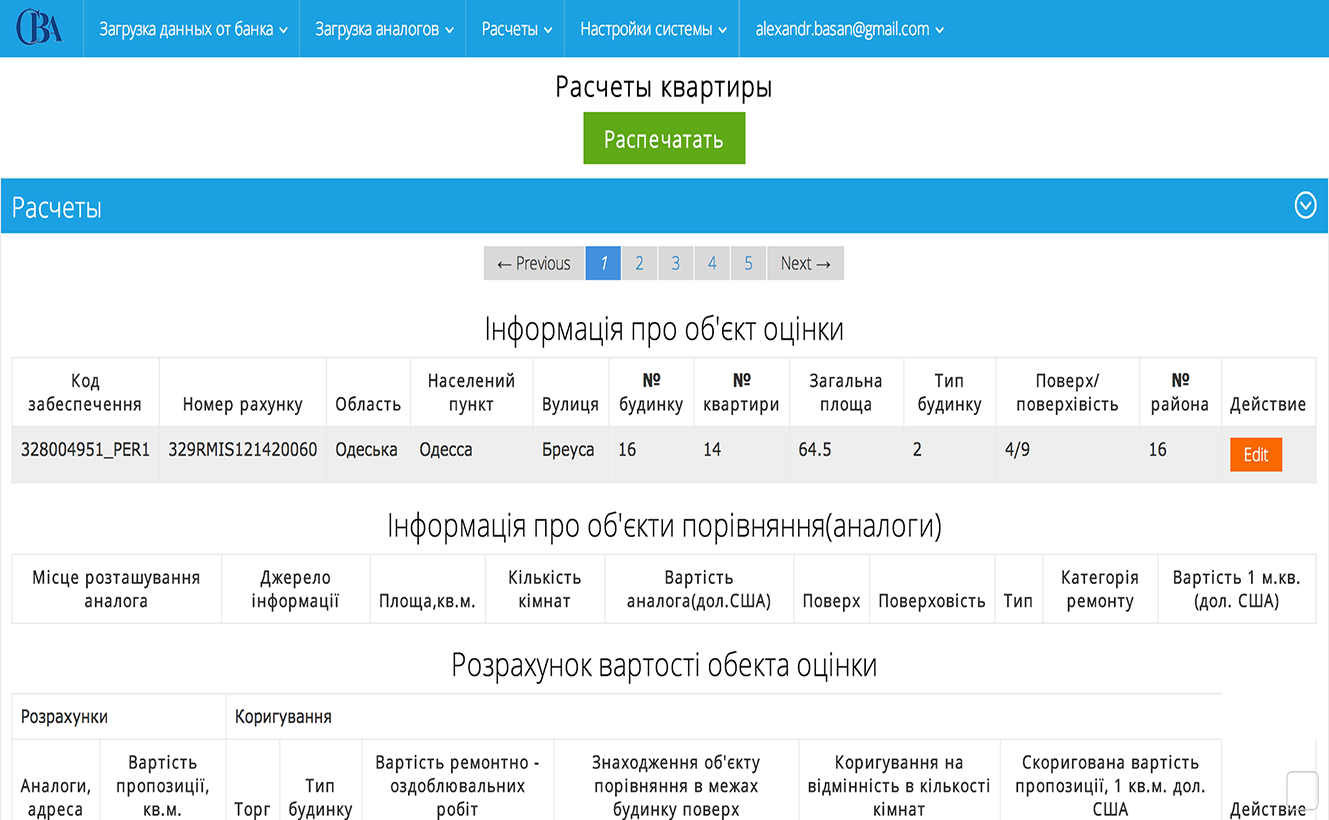 CBA Загрузка данных от банка Загрузка аналогов Расчеты Настройки системы alexandr.basan@gmail.com
Расчеты квартиры
Распечатать
Расчеты
← Previous 1 2 3 4 5 Next →
Інформація про об'єкт оцінки
Код забеспечення Номер рахунку Область Населений пункт Вулиця № будинку № квартири Загальна площа Тип будинку Поверх/ поверхівість № района Действие
328004951_PER1 329RMIS121420060 Одеська Одесса Бреуса 16 14 64.5 2 4/9 16 Edit
Інформація про об'єкти порівняння(аналоги)
Місце розташування аналога Джерело інформації Площа,кв.м. Кількість кімнат Вартість аналога(дол.США) Поверх Поверховість Тип Категорія ремонту Вартість 1 м.кв. (дол. США)
Розрахунок вартості обекта оцінки
Розрахунки Коригування
Аналоги, адреса Вартість пропозиції, кв.м. Торг Тип будинку Вартість ремонтно - оздоблювальних робіт Знаходження об'єкту порівняння в межах будинку поверх Коригування на відмінність в кількості кімнат Скоригована вартість пропозиції, 1 кв.м. дол. США Действие